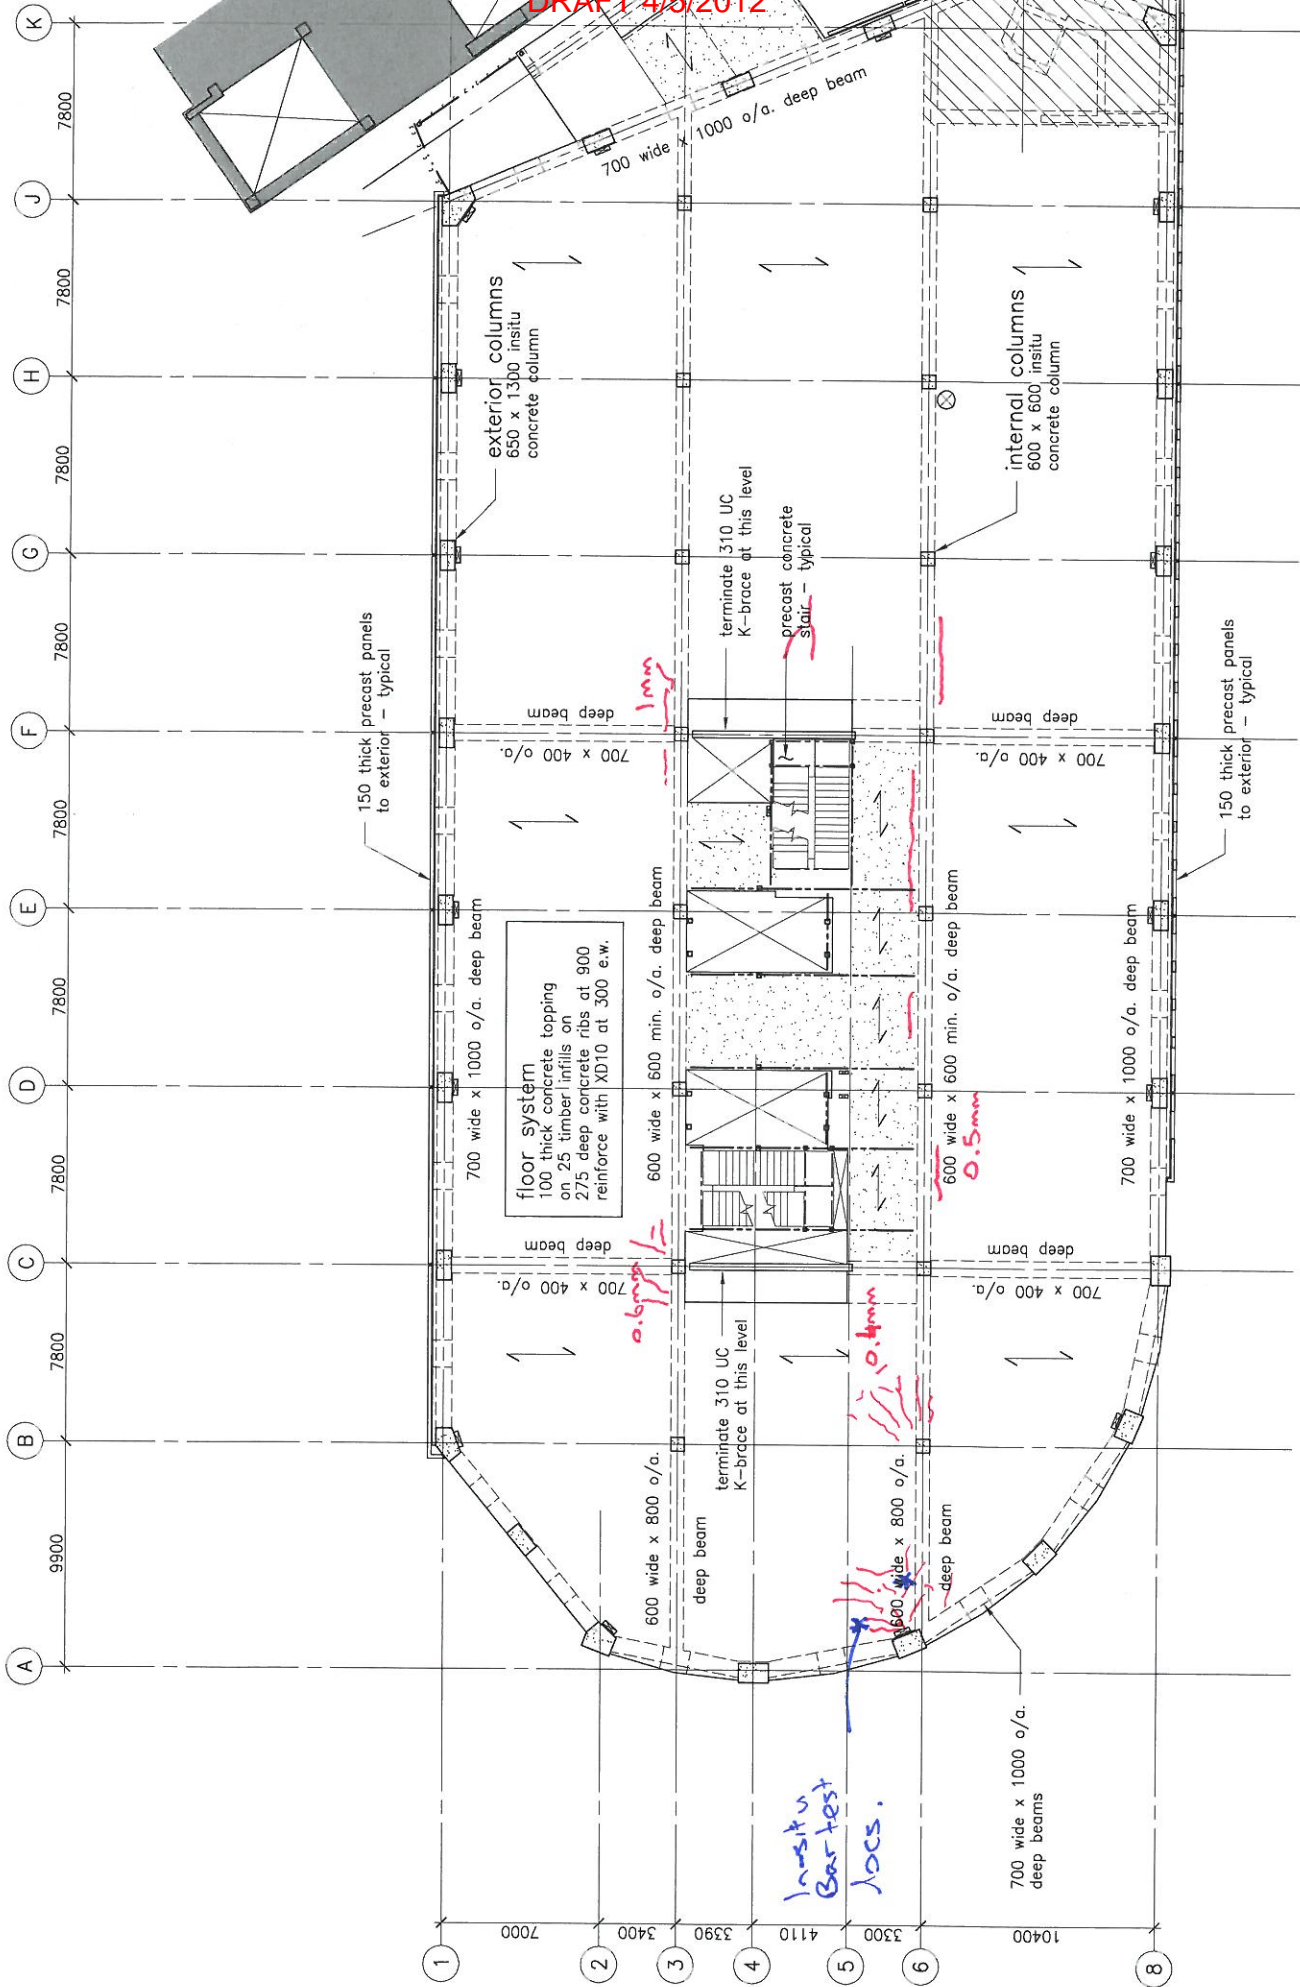 DRAFT 4/5/2012
K
7800
J
7800
H
7800
G
7800
F
7800
E
7800
D
7800
C
7800
B
9900
A
700 wide x 1000 o/a. deep beam
exterior columns
650 x 1300 insitu
concrete column
internal columns
600 x 600 insitu
concrete column
terminate 310 UC
K-brace at this level
precast concrete
stair - typical
150 thick precast panels
to exterior - typical
150 thick precast panels
to exterior - typical
1mm
700 x 400 o/a.
deep beam
700 x 400 o/a.
deep beam
700 wide x 1000 o/a. deep beam
floor system
100 thick concrete topping
on 25 timber infills on
275 deep concrete ribs at 900
reinforce with XD10 at 300 e.w.
600 wide x 600 min. o/a. deep beam
600 wide x 600 min. o/a. deep beam
0.5mm
700 wide x 1000 o/a. deep beam
700 x 400 o/a.
deep beam
0.6mm
700 x 400 o/a.
deep beam
terminate 310 UC
K-brace at this level
0.4mm
600 wide x 800 o/a.
deep beam
600 wide x 800 o/a.
deep beam
Insitu
Bar test
locs.
700 wide x 1000 o/a.
deep beams
7000
3400
3390
4110
3300
10400
1
2
3
4
5
6
8